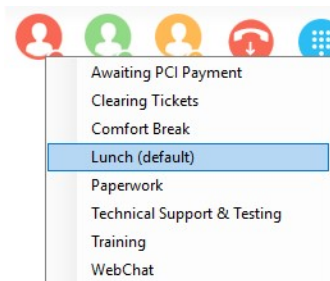 Awaiting PCI Payment
Clearing Tickets
Comfort Break
Lunch (default)
Paperwork
Technical Support & Testing
Training
WebChat